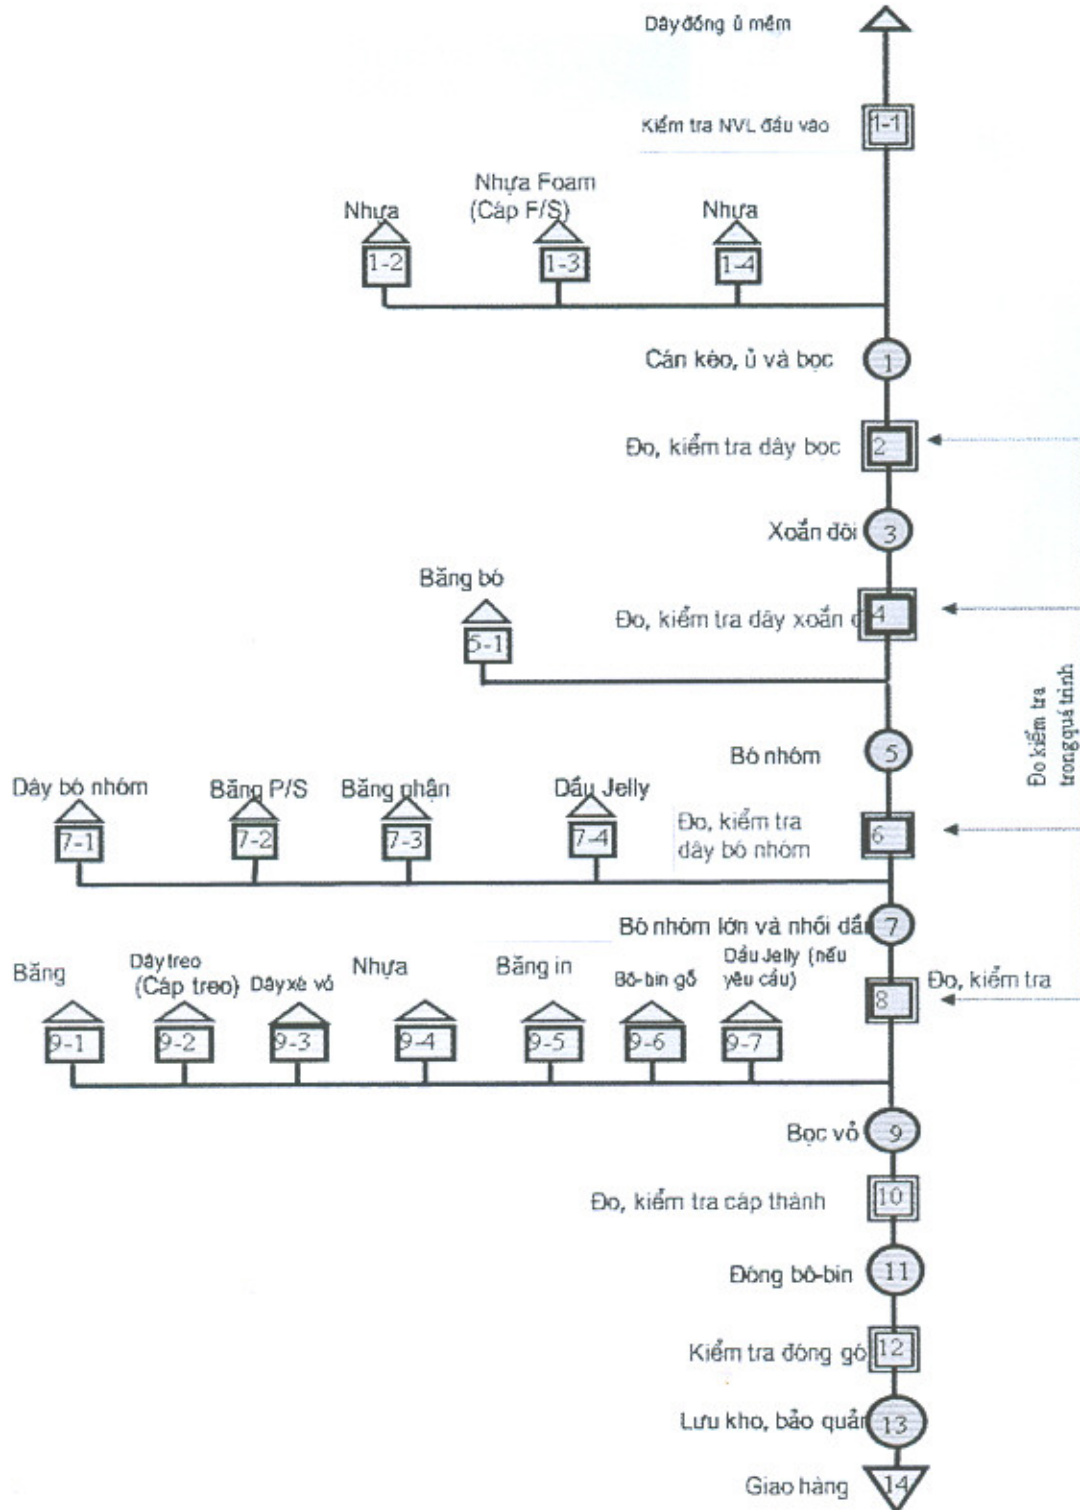 Dây đồng ủ mềm
Kiểm tra NVL đầu vào
1-1
Nhựa
Nhựa Foam
(Cáp F/S)
Nhựa
1-2
1-3
1-4
Cán kéo, ủ và bọc
1
Đo, kiểm tra dây bọc
2
Xoắn đôi
3
Băng bó
5-1
Đo, kiểm tra dây xoắn đ
4
Đo kiểm tra
trong quá trình
Bó nhóm
5
Dây bó nhóm
Băng P/S
Băng nhận
Dầu Jelly
7-1
7-2
7-3
7-4
Đo, kiểm tra
dây bó nhóm
6
Bó nhóm lớn và nhồi dầu
7
Băng
Dây treo
(Cáp treo)
Dây xé vỏ
Nhựa
Băng in
Bô-bin gỗ
Dầu Jelly (nếu
yêu cầu)
Đo, kiểm tra
8
9-1
9-2
9-3
9-4
9-5
9-6
9-7
Bọc vỏ
9
Đo, kiểm tra cáp thành
10
Đóng bô-bin
11
Kiểm tra đóng gó
12
Lưu kho, bảo quản
13
Giao hàng
14